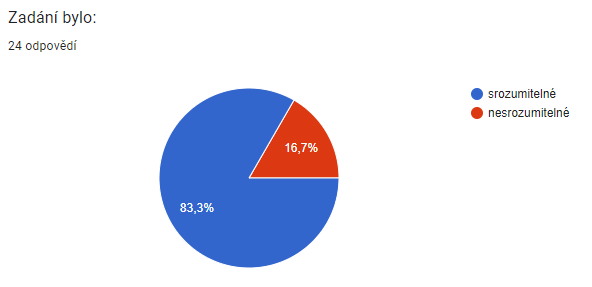 Zadání bylo:
24 odpovědí
srozumitelné
nesrozumitelné
16,7%
83,3%